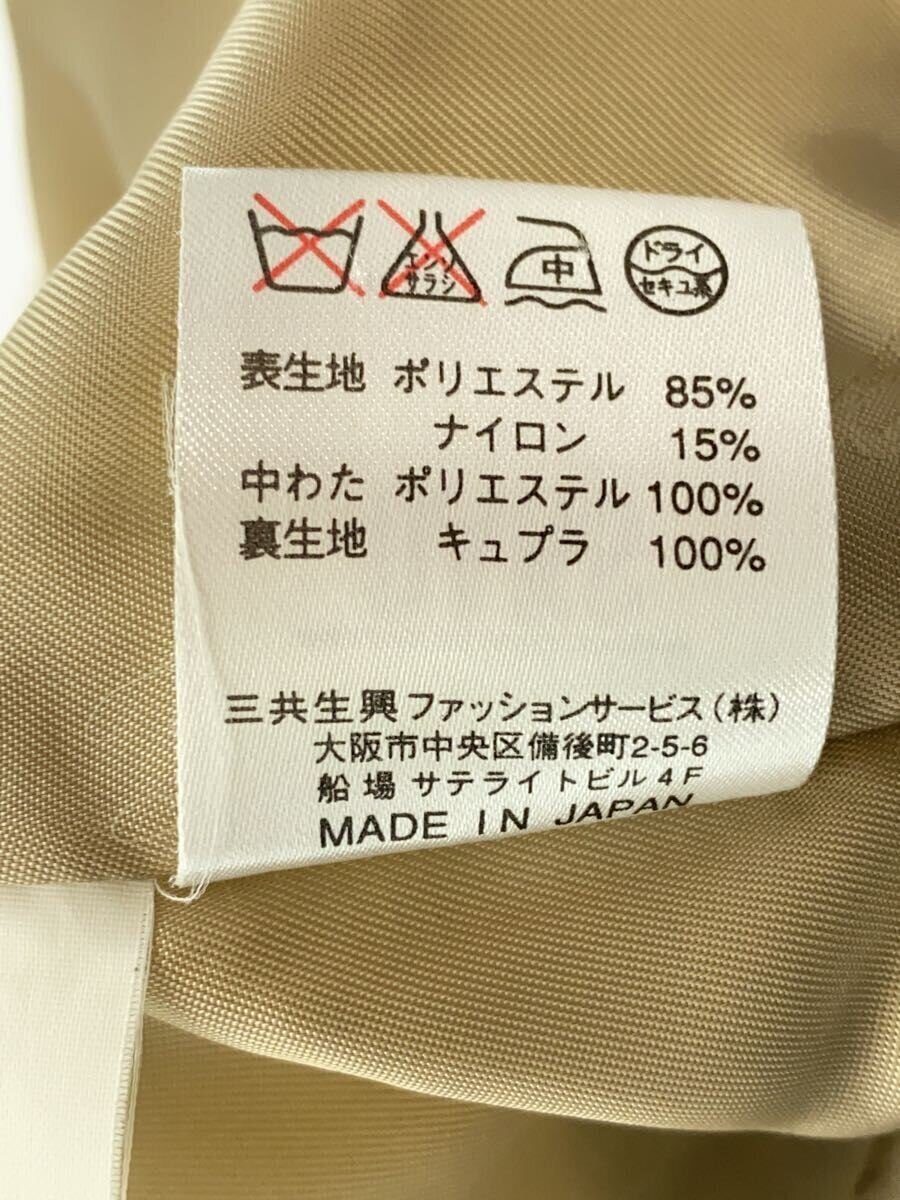 エンソ
サラシ
中
ドライ
セキユ系
表生地 ポリエステル 85%
ナイロン 15%
中わた ポリエステル 100%
裏生地 キュプラ 100%
三共生興ファッションサービス(株)
大阪市中央区備後町2-5-6
船場 サテライトビル4F
MADE IN JAPAN